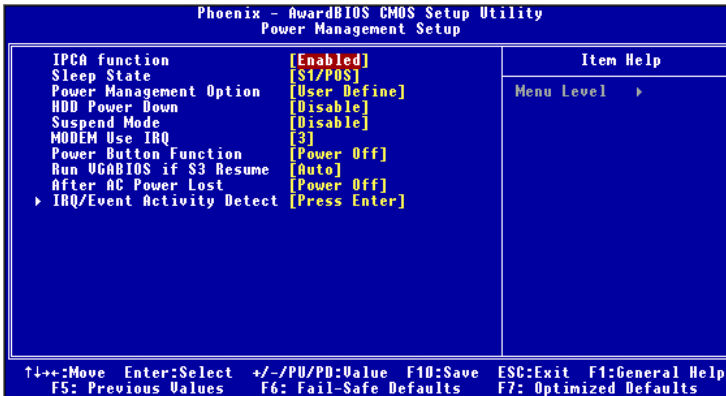 Phoenix - AwardBIOS CMOS Setup Utility
Power Management Setup
IPCA function [Enabled]
Sleep State [S1/POS]
Power Management Option [User Define]
HDD Power Down [Disable]
Suspend Mode [Disable]
MODEM Use IRQ [3]
Power Button Function [Power Off]
Run VGABIOS if S3 Resume [Auto]
After AC Power Lost [Power Off]
▸ IRQ/Event Activity Detect [Press Enter]
Item Help
Menu Level ▸
↑↓→←:Move Enter:Select +/-/PU/PD:Value F10:Save ESC:Exit F1:General Help
F5: Previous Values F6: Fail-Safe Defaults F7: Optimized Defaults